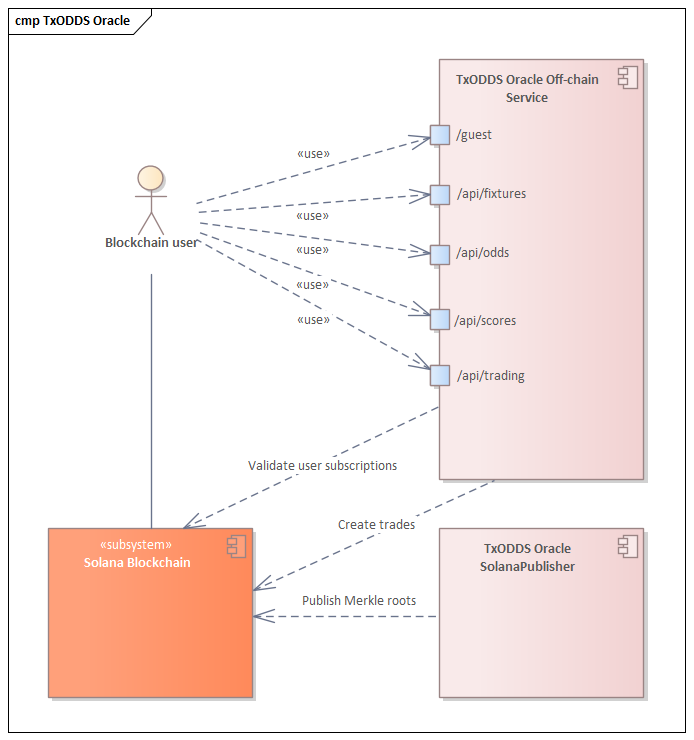 cmp TxODDS Oracle
TxODDS Oracle Off-chain
Service
/guest
«use»
/api/fixtures
«use»
Blockchain user
«use»
/api/odds
«use»
/api/scores
«use»
/api/trading
Validate user subscriptions
Create trades
«subsystem»
Solana Blockchain
TxODDS Oracle
SolanaPublisher
Publish Merkle roots